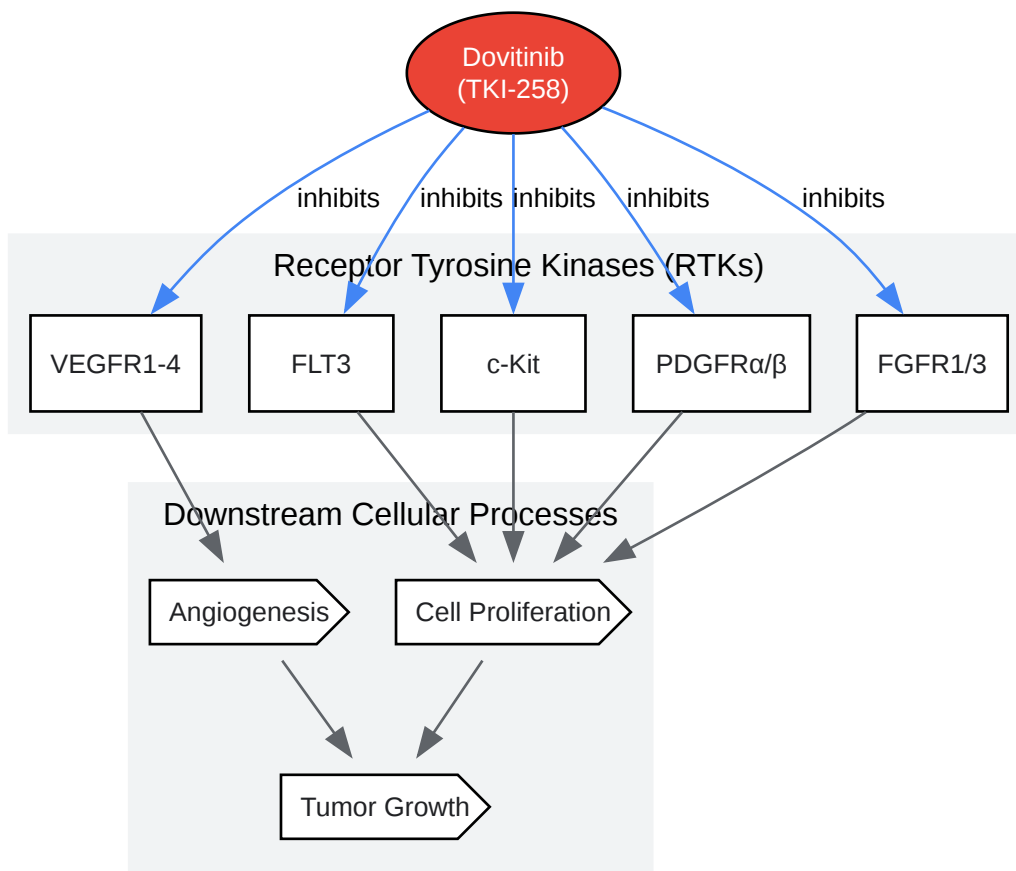 Dovitinib
(TKI-258)
inhibits
inhibits
inhibits
inhibits
inhibits
Receptor Tyrosine Kinases (RTKs)
VEGFR1-4
FLT3
c-Kit
PDGFRα/β
FGFR1/3
Downstream Cellular Processes
Angiogenesis
Cell Proliferation
Tumor Growth